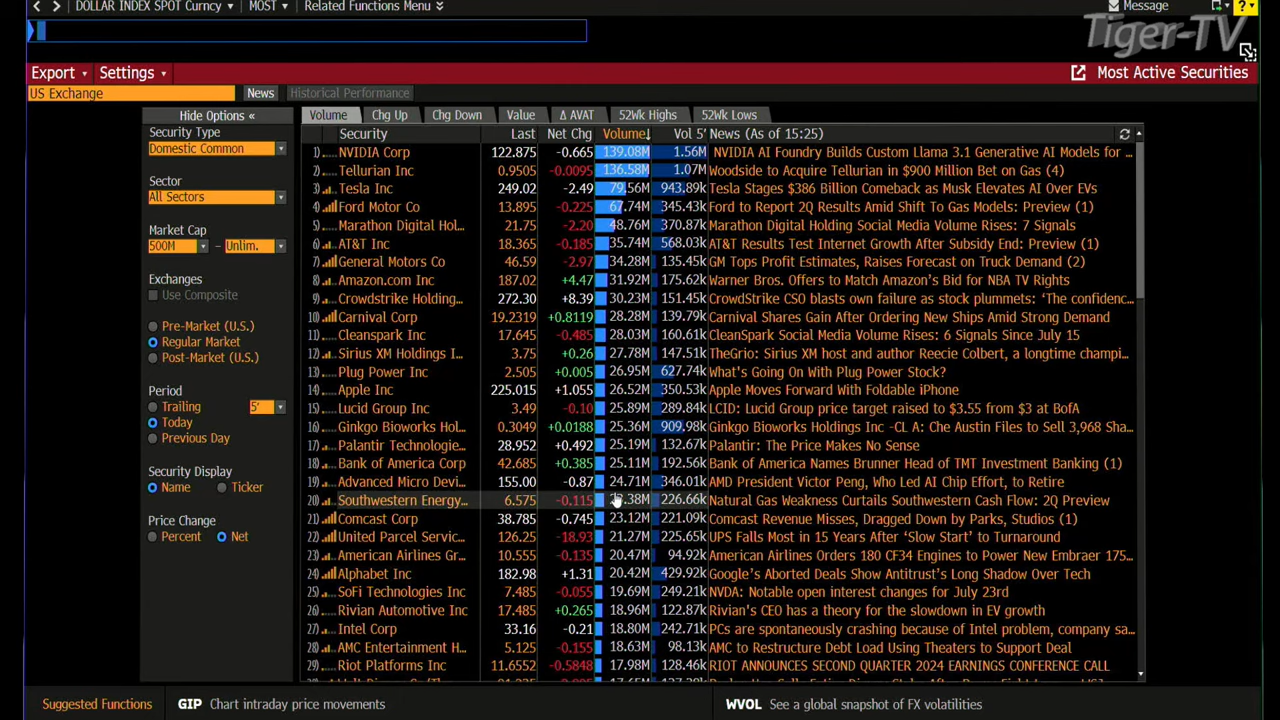 DOLLAR INDEX SPOT Curncy MOST Related Functions Menu Message ?
Tiger-TV
Export Settings Most Active Securities
US Exchange News Historical Performance
Hide Options « Volume Chg Up Chg Down Value Δ AVAT 52Wk Highs 52Wk Lows
Security Type
Domestic Common
Sector
All Sectors
Market Cap
500M – Unlim.
Exchanges
Use Composite
Pre-Market (U.S.)
Regular Market
Post-Market (U.S.)
Period
Trailing 5'
Today
Previous Day
Security Display
Name Ticker
Price Change
Percent Net
Security Last Net Chg Volume↓ Vol 5' News (As of 15:25)
1) NVIDIA Corp 122.875 -0.665 139.08M 1.56M NVIDIA AI Foundry Builds Custom Llama 3.1 Generative AI Models for ...
2) Tellurian Inc 0.9505 -0.0095 136.58M 1.07M Woodside to Acquire Tellurian in $900 Million Bet on Gas (4)
3) Tesla Inc 249.02 -2.49 79.56M 943.89k Tesla Stages $386 Billion Comeback as Musk Elevates AI Over EVs
4) Ford Motor Co 13.895 -0.225 67.74M 345.43k Ford to Report 2Q Results Amid Shift To Gas Models: Preview (1)
5) Marathon Digital Hol... 21.75 -2.20 48.76M 370.87k Marathon Digital Holding Social Media Volume Rises: 7 Signals
6) AT&T Inc 18.365 -0.185 35.74M 568.03k AT&T Results Test Internet Growth After Subsidy End: Preview (1)
7) General Motors Co 46.59 -2.97 34.28M 135.45k GM Tops Profit Estimates, Raises Forecast on Truck Demand (2)
8) Amazon.com Inc 187.02 +4.47 31.92M 175.62k Warner Bros. Offers to Match Amazon's Bid for NBA TV Rights
9) Crowdstrike Holding... 272.30 +8.39 30.23M 151.45k CrowdStrike CSO blasts own failure as stock plummets: 'The confidenc...
10) Carnival Corp 19.2319 +0.8119 28.28M 139.79k Carnival Shares Gain After Ordering New Ships Amid Strong Demand
11) Cleanspark Inc 17.645 -0.485 28.03M 160.61k CleanSpark Social Media Volume Rises: 6 Signals Since July 15
12) Sirius XM Holdings I... 3.75 +0.26 27.78M 147.51k TheGrio: Sirius XM host and author Reecie Colbert, a longtime champi...
13) Plug Power Inc 2.505 +0.005 26.95M 627.74k What's Going On With Plug Power Stock?
14) Apple Inc 225.015 +1.055 26.52M 350.53k Apple Moves Forward With Foldable iPhone
15) Lucid Group Inc 3.49 -0.10 25.89M 289.84k LCID: Lucid Group price target raised to $3.55 from $3 at BofA
16) Ginkgo Bioworks Hol... 0.3049 +0.0188 25.36M 909.98k Ginkgo Bioworks Holdings Inc -CL A: Che Austin Files to Sell 3,968 Sha...
17) Palantir Technologie... 28.952 +0.492 25.19M 132.67k Palantir: The Price Makes No Sense
18) Bank of America Corp 42.685 +0.385 25.11M 192.56k Bank of America Names Brunner Head of TMT Investment Banking (1)
19) Advanced Micro Devi... 155.00 -0.87 24.71M 346.01k AMD President Victor Peng, Who Led AI Chip Effort, to Retire
20) Southwestern Energy... 6.575 -0.115 226.66k Natural Gas Weakness Curtails Southwestern Cash Flow: 2Q Preview
21) Comcast Corp 38.785 -0.745 23.12M 221.09k Comcast Revenue Misses, Dragged Down by Parks, Studios (1)
22) United Parcel Servic... 126.25 -18.93 21.27M 225.65k UPS Falls Most in 15 Years After 'Slow Start' to Turnaround
23) American Airlines Gr... 10.555 -0.135 20.47M 94.92k American Airlines Orders 180 CF34 Engines to Power New Embraer 175...
24) Alphabet Inc 182.98 +1.31 20.42M 429.92k Google's Aborted Deals Show Antitrust's Long Shadow Over Tech
25) SoFi Technologies Inc 7.485 -0.055 19.69M 249.21k NVDA: Notable open interest changes for July 23rd
26) Rivian Automotive Inc 17.485 +0.265 18.96M 122.87k Rivian's CEO has a theory for the slowdown in EV growth
27) Intel Corp 33.16 -0.21 18.80M 242.71k PCs are spontaneously crashing because of Intel problem, company sa...
28) AMC Entertainment H... 5.125 -0.155 18.63M 98.13k AMC to Restructure Debt Load Using Theaters to Support Deal
29) Riot Platforms Inc 11.6552 -0.5848 17.98M 128.46k RIOT ANNOUNCES SECOND QUARTER 2024 EARNINGS CONFERENCE CALL
Suggested Functions GIP Chart intraday price movements WVOL See a global snapshot of FX volatilities